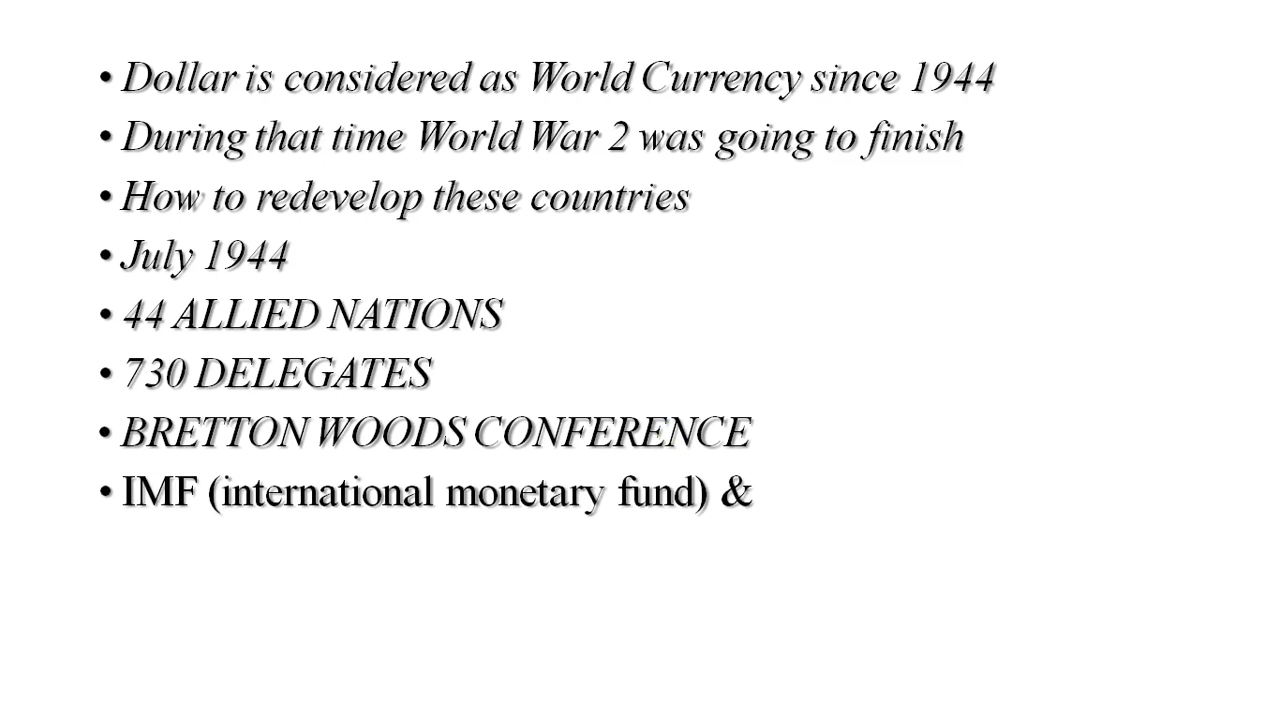 • Dollar is considered as World Currency since 1944
• During that time World War 2 was going to finish
• How to redevelop these countries
• July 1944
• 44 ALLIED NATIONS
• 730 DELEGATES
• BRETTON WOODS CONFERENCE
• IMF (international monetary fund) &